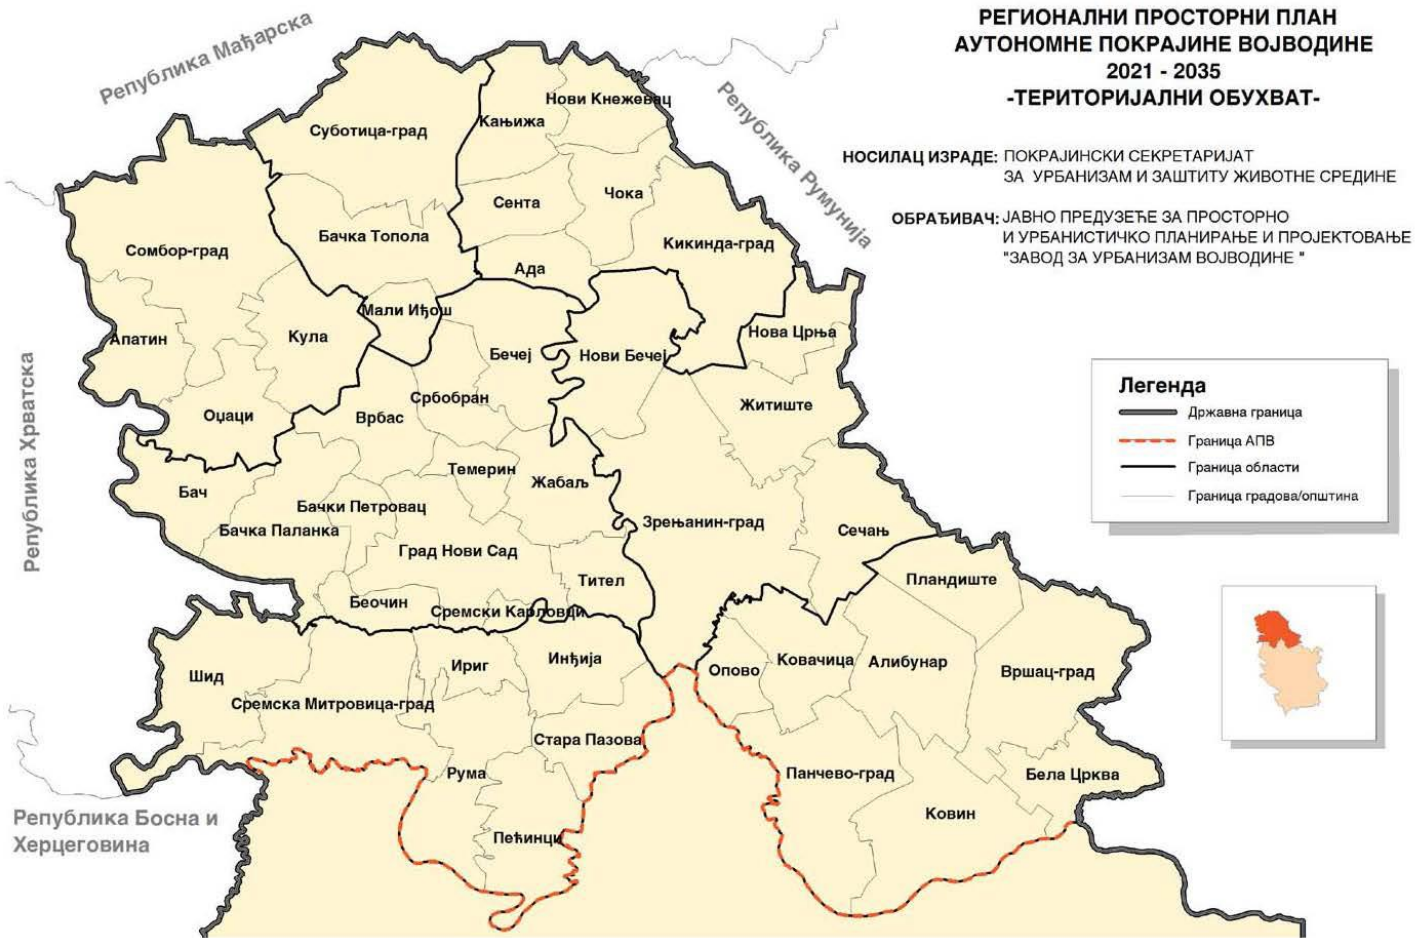 РЕГИОНАЛНИ ПРОСТОРНИ ПЛАН
АУТОНОМНЕ ПОКРАЈИНЕ ВОЈВОДИНЕ
2021 - 2035
-ТЕРИТОРИЈАЛНИ ОБУХВАТ-
НОСИЛАЦ ИЗРАДЕ: ПОКРАЈИНСКИ СЕКРЕТАРИЈАТ
ЗА УРБАНИЗАМ И ЗАШТИТУ ЖИВОТНЕ СРЕДИНЕ
ОБРАЂИВАЧ: ЈАВНО ПРЕДУЗЕЋЕ ЗА ПРОСТОРНО
И УРБАНИСТИЧКО ПЛАНИРАЊЕ И ПРОЈЕКТОВАЊЕ
"ЗАВОД ЗА УРБАНИЗАМ ВОЈВОДИНЕ "
Република Мађарска
Република Румунија
Република Хрватска
Република Босна и
Херцеговина
Нови Кнежевац
Кањижа
Суботица-град
Чока
Сента
Бачка Топола
Кикинда-град
Сомбор-град
Ада
Мали Иђош
Нова Црња
Кула
Апатин
Бечеј
Нови Бечеј
Србобран
Житиште
Оџаци
Врбас
Темерин
Жабаљ
Бач
Бачки Петровац
Зрењанин-град
Бачка Паланка
Сечањ
Град Нови Сад
Тител
Пландиште
Беочин
Сремски Карловци
Инђија
Ковачица
Алибунар
Ириг
Опово
Вршац-град
Шид
Сремска Митровица-град
Стара Пазова
Рума
Панчево-град
Бела Црква
Ковин
Пећинци
Легенда
Државна граница
Граница АПВ
Граница области
Граница градова/општина